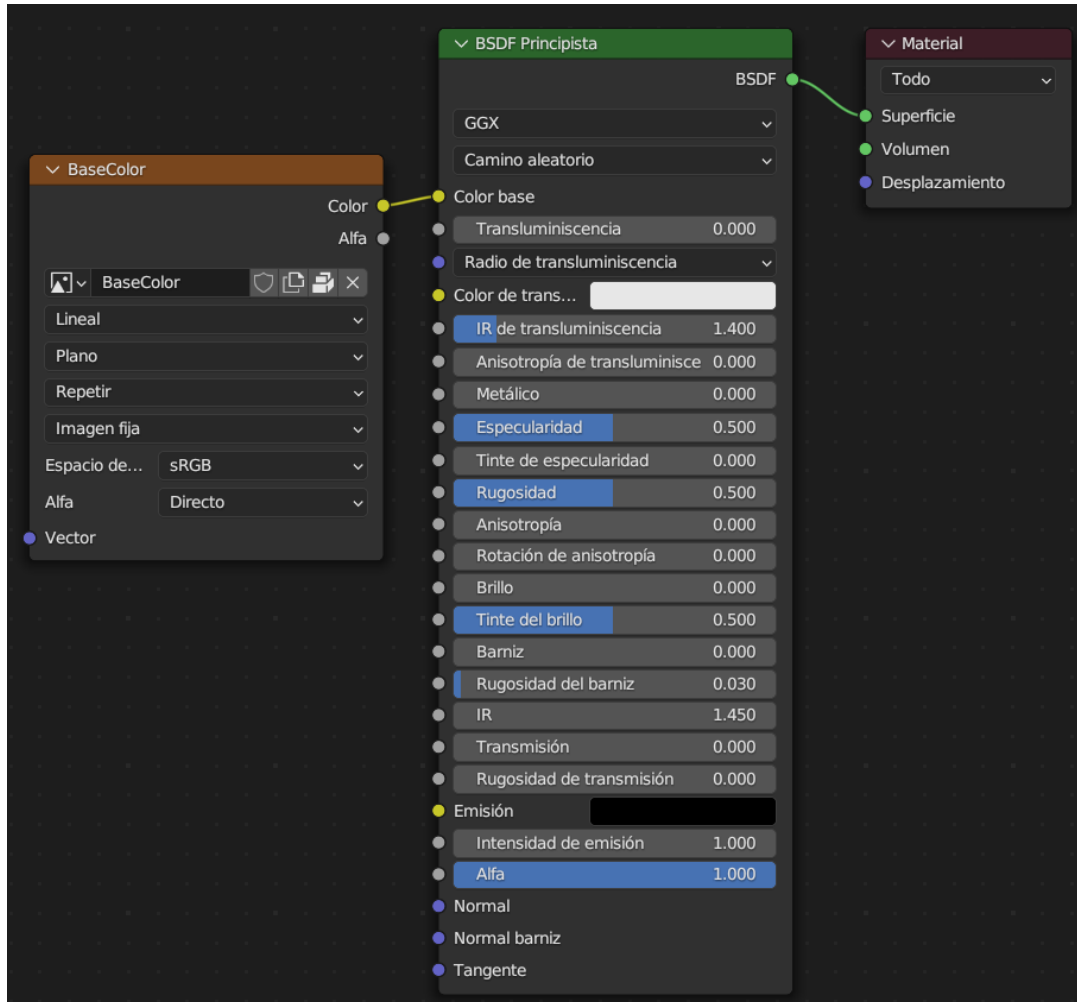 BaseColor
Color
Alfa
BaseColor
Lineal
Plano
Repetir
Imagen fija
Espacio de... sRGB
Alfa Directo
Vector
BSDF Principista
BSDF
GGX
Camino aleatorio
Color base
Transluminiscencia 0.000
Radio de transluminiscencia
Color de trans...
IR de transluminiscencia 1.400
Anisotropía de transluminisce 0.000
Metálico 0.000
Especularidad 0.500
Tinte de especularidad 0.000
Rugosidad 0.500
Anisotropía 0.000
Rotación de anisotropía 0.000
Brillo 0.000
Tinte del brillo 0.500
Barniz 0.000
Rugosidad del barniz 0.030
IR 1.450
Transmisión 0.000
Rugosidad de transmisión 0.000
Emisión
Intensidad de emisión 1.000
Alfa 1.000
Normal
Normal barniz
Tangente
Material
Todo
Superficie
Volumen
Desplazamiento